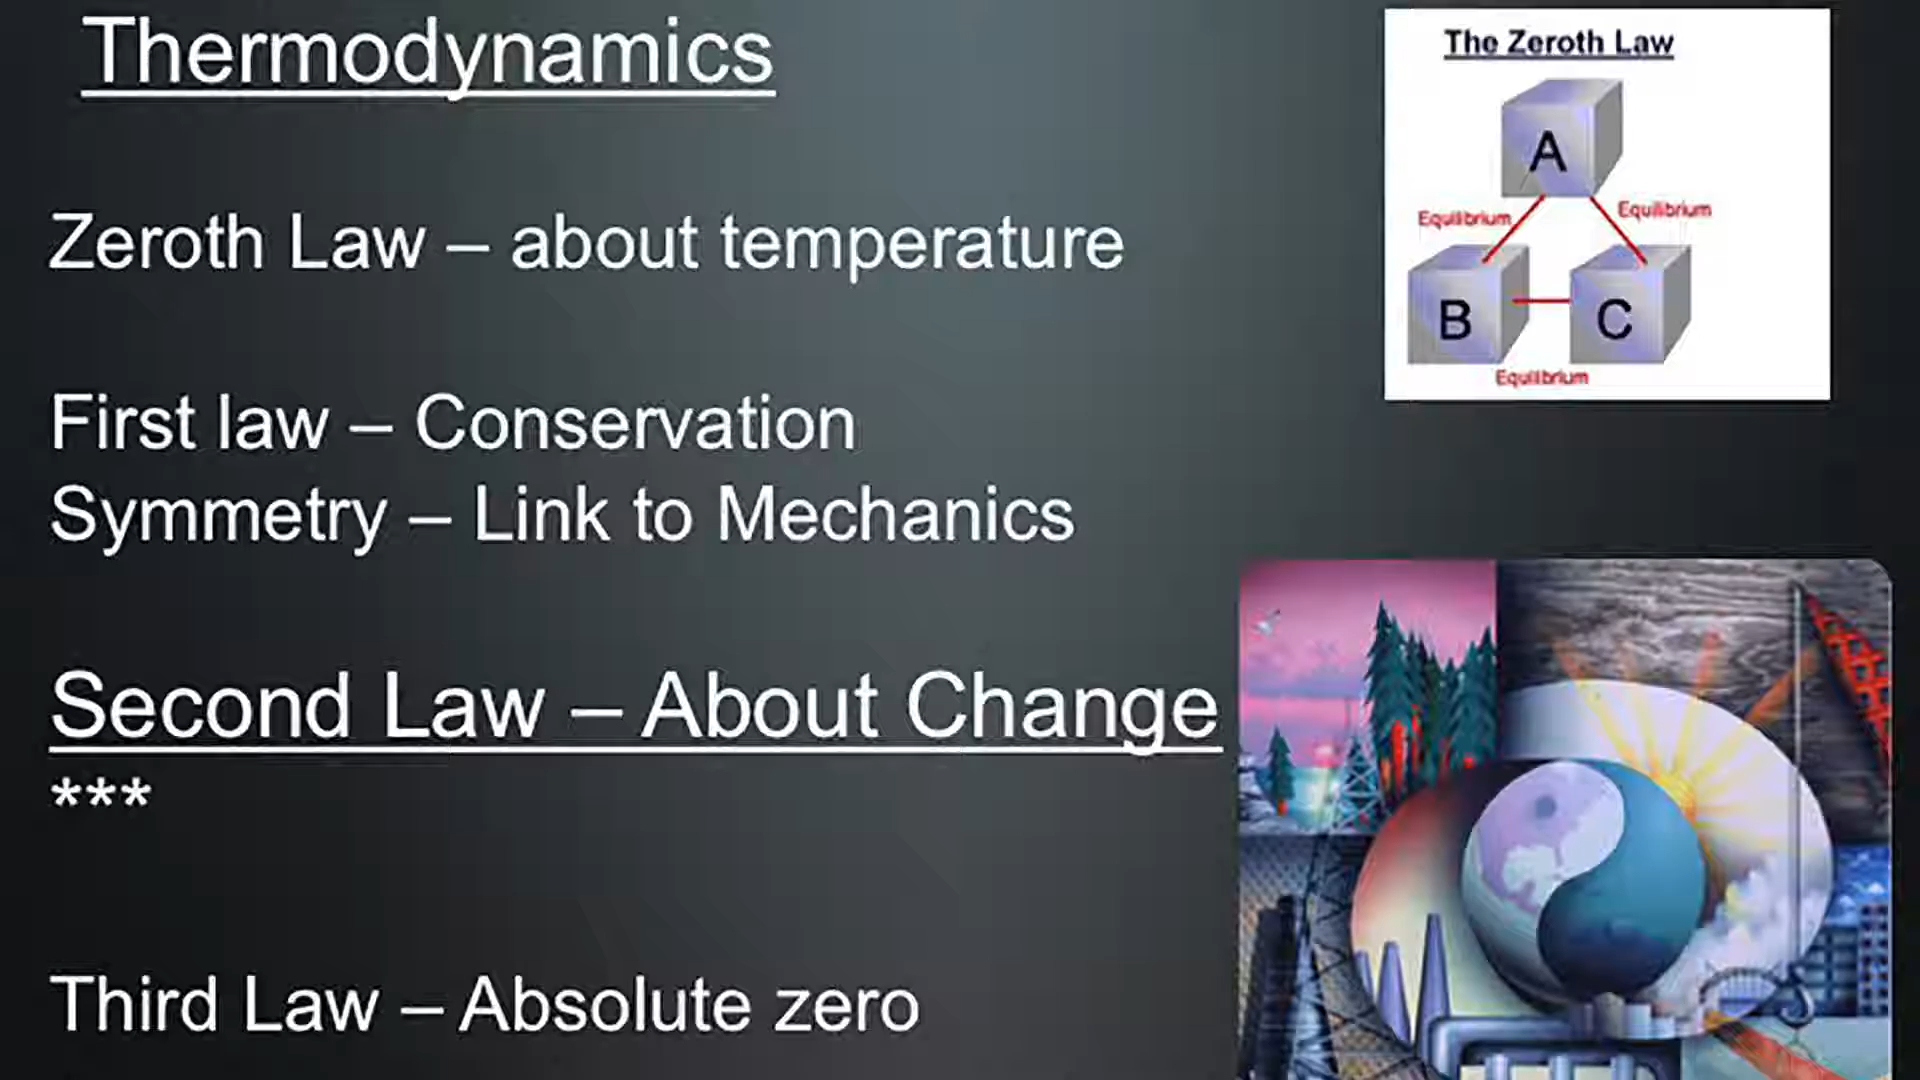 Thermodynamics
Zeroth Law – about temperature
First law – Conservation
Symmetry – Link to Mechanics
Second Law – About Change
***
Third Law – Absolute zero
The Zeroth Law
A
Equilibrium
Equilibrium
B
C
Equilibrium